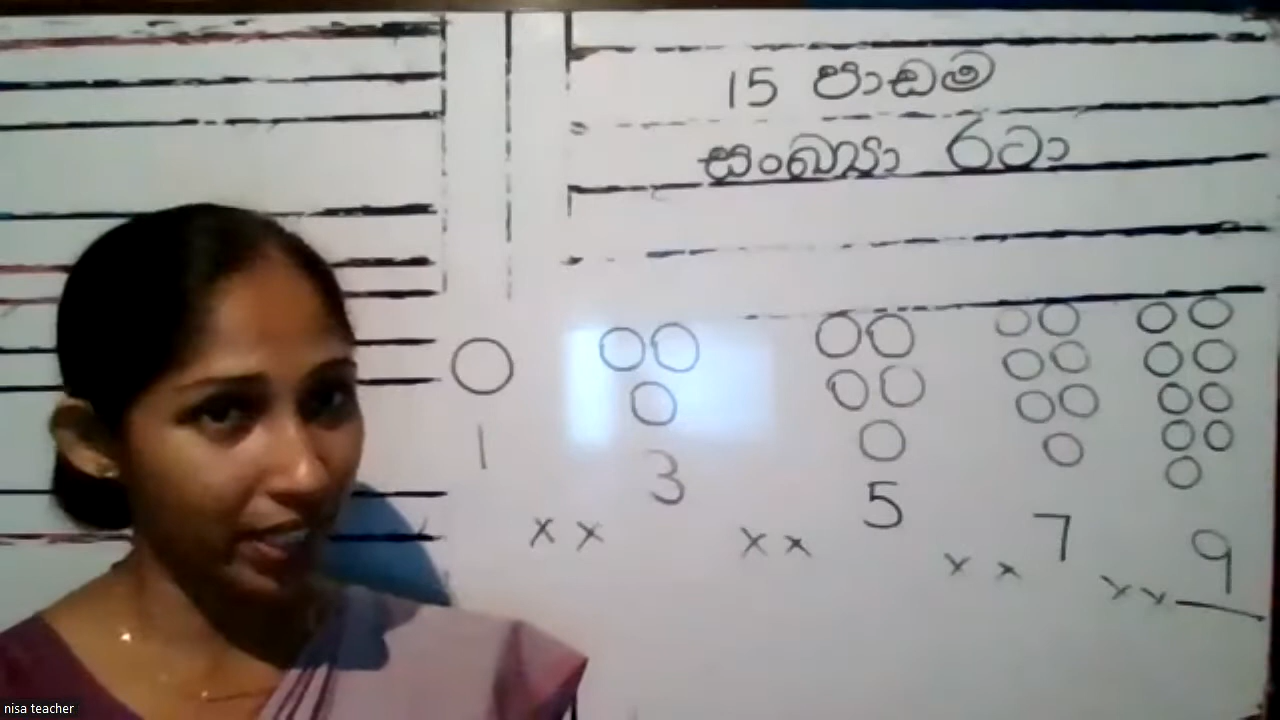 15 පාඩම
සංඛ්‍යා රටා
1 3 5 7 9
x x x x x x x x
nisa teacher